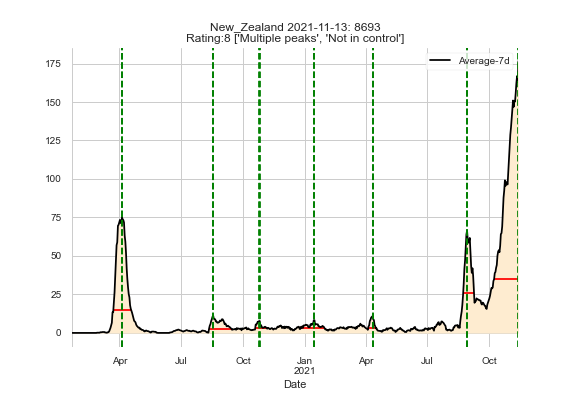 New_Zealand 2021-11-13: 8693
Rating:8 ['Multiple peaks', 'Not in control']
Average-7d
175
150
125
100
75
50
25
0
Apr Jul Oct Jan Apr Jul Oct
2021
Date